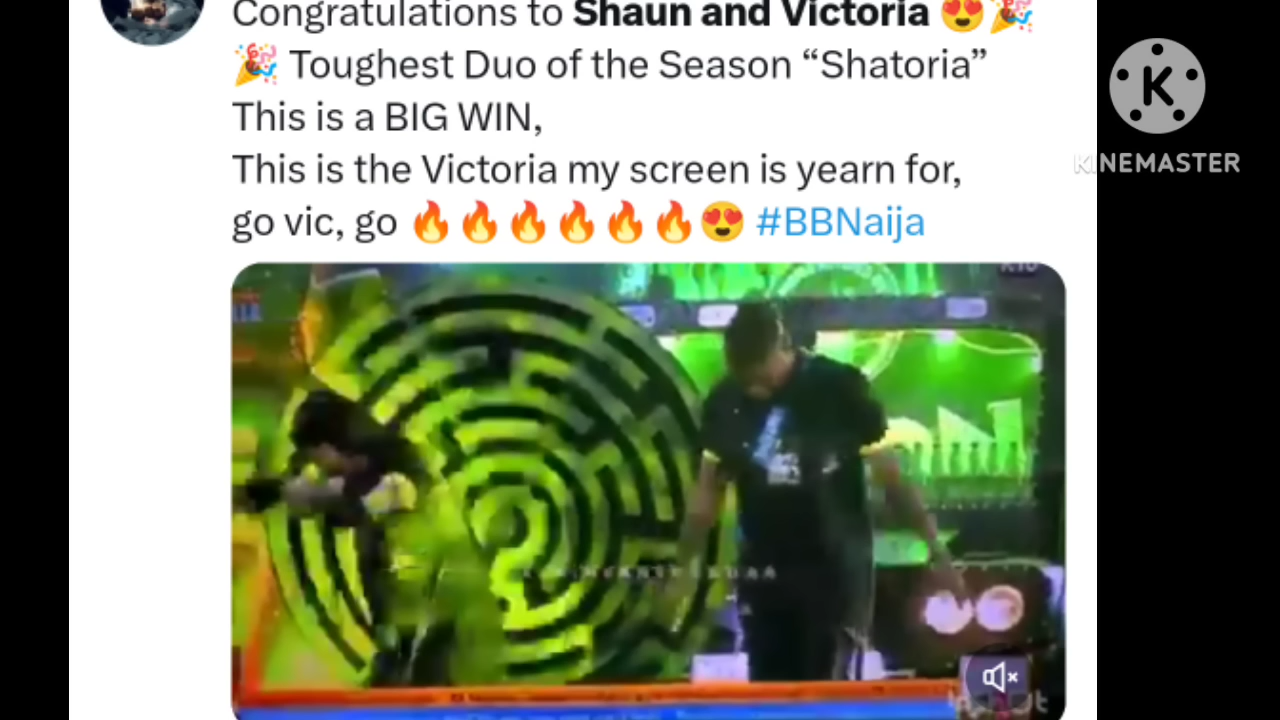 Congratulations to Shaun and Victoria 😍🎉
🎉 Toughest Duo of the Season “Shatoria”
This is a BIG WIN,
This is the Victoria my screen is yearn for,
go vic, go 🔥🔥🔥🔥🔥🔥😍 #BBNaija
K
KINEMASTER